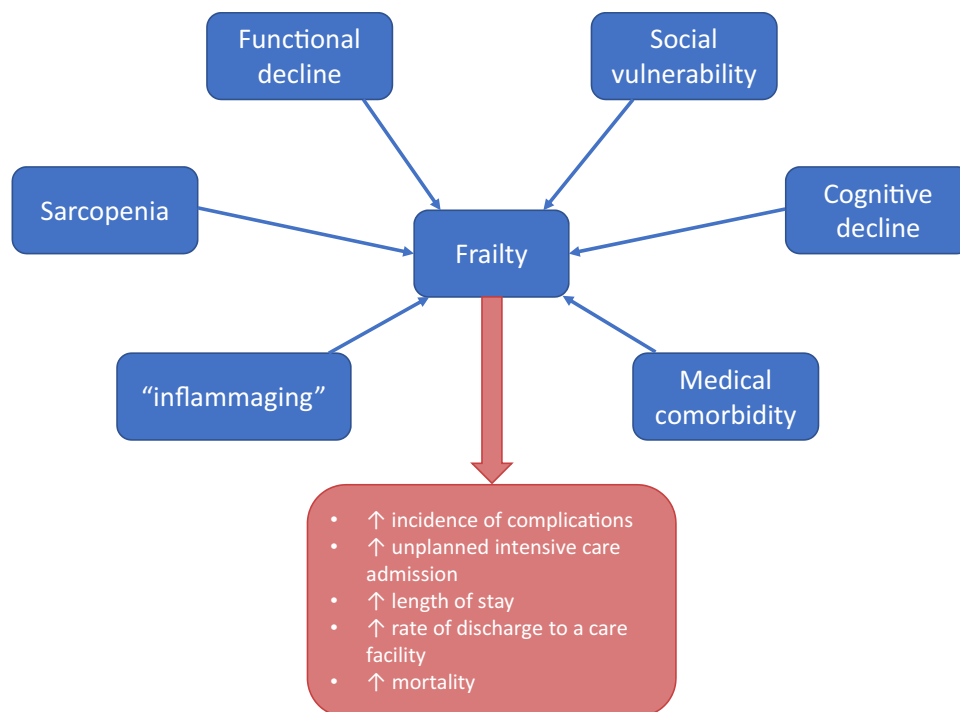 Functional
decline
Social
vulnerability
Sarcopenia
Cognitive
decline
Frailty
“inflammaging”
Medical
comorbidity
• ↑ incidence of complications
• ↑ unplanned intensive care
admission
• ↑ length of stay
• ↑ rate of discharge to a care
facility
• ↑ mortality